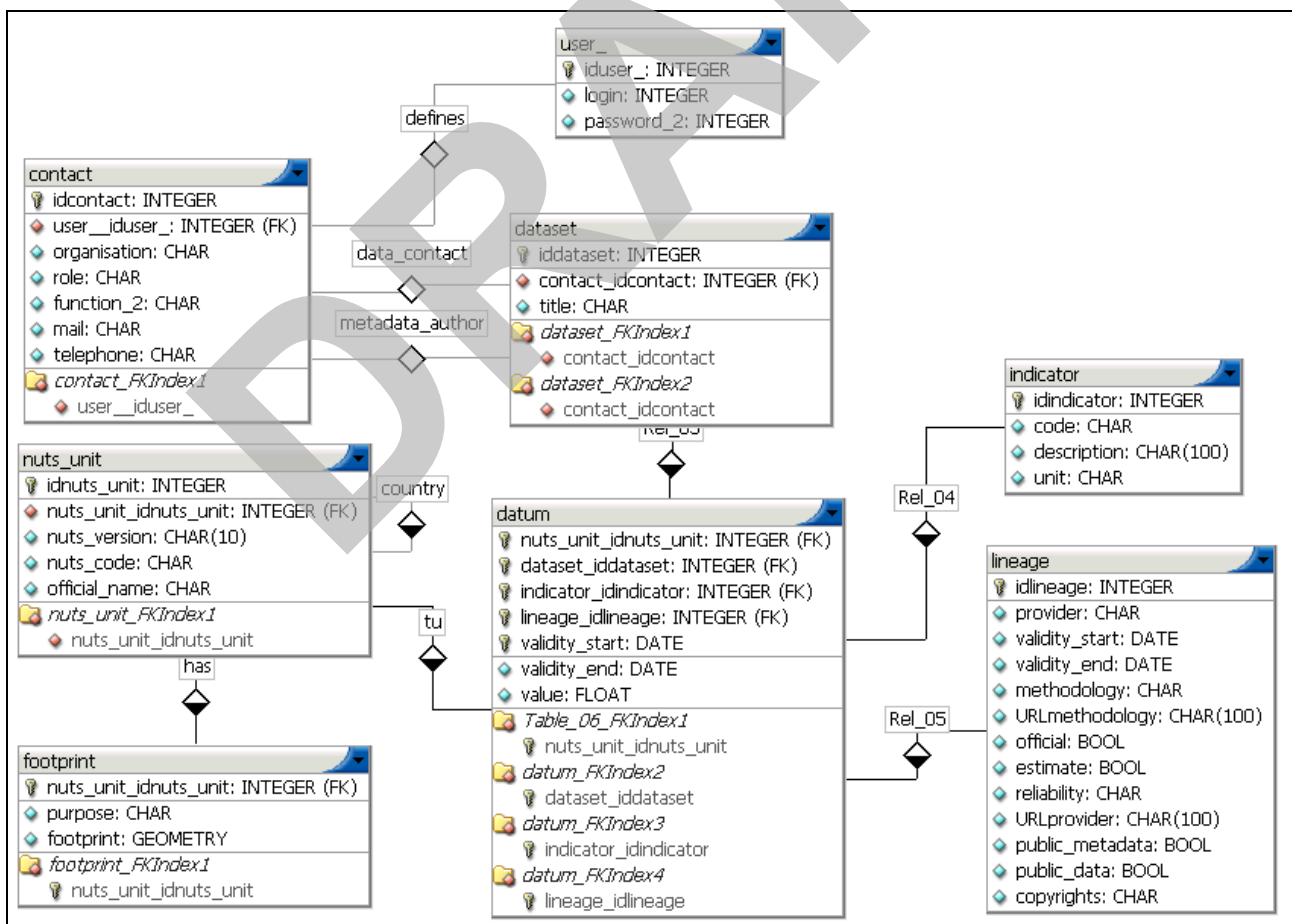 DRAF
user_
iduser_: INTEGER
login: INTEGER
password_2: INTEGER
defines
contact
idcontact: INTEGER
user__iduser_: INTEGER (FK)
organisation: CHAR
role: CHAR
function_2: CHAR
mail: CHAR
telephone: CHAR
contact_FKIndex1
user__iduser_
data_contact
metadata_author
dataset
iddataset: INTEGER
contact_idcontact: INTEGER (FK)
title: CHAR
dataset_FKIndex1
contact_idcontact
dataset_FKIndex2
contact_idcontact
Rel_03
indicator
idindicator: INTEGER
code: CHAR
description: CHAR(100)
unit: CHAR
Rel_04
nuts_unit
idnuts_unit: INTEGER
nuts_unit_idnuts_unit: INTEGER (FK)
nuts_version: CHAR(10)
nuts_code: CHAR
official_name: CHAR
nuts_unit_FKIndex1
nuts_unit_idnuts_unit
country
tu
has
datum
nuts_unit_idnuts_unit: INTEGER (FK)
dataset_iddataset: INTEGER (FK)
indicator_idindicator: INTEGER (FK)
lineage_idlineage: INTEGER (FK)
validity_start: DATE
validity_end: DATE
value: FLOAT
Table_06_FKIndex1
nuts_unit_idnuts_unit
datum_FKIndex2
dataset_iddataset
datum_FKIndex3
indicator_idindicator
datum_FKIndex4
lineage_idlineage
Rel_05
lineage
idlineage: INTEGER
provider: CHAR
validity_start: DATE
validity_end: DATE
methodology: CHAR
URLmethodology: CHAR(100)
official: BOOL
estimate: BOOL
reliability: CHAR
URLprovider: CHAR(100)
public_metadata: BOOL
public_data: BOOL
copyrights: CHAR
footprint
nuts_unit_idnuts_unit: INTEGER (FK)
purpose: CHAR
footprint: GEOMETRY
footprint_FKIndex1
nuts_unit_idnuts_unit